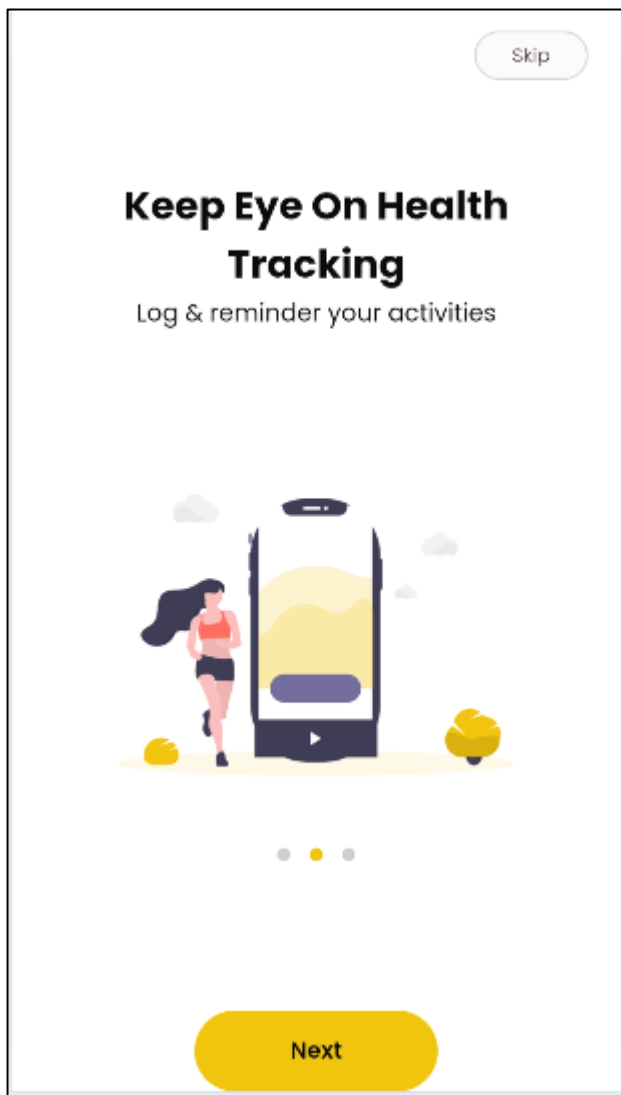 Skip
Keep Eye On Health
Tracking
Log & reminder your activities
Next